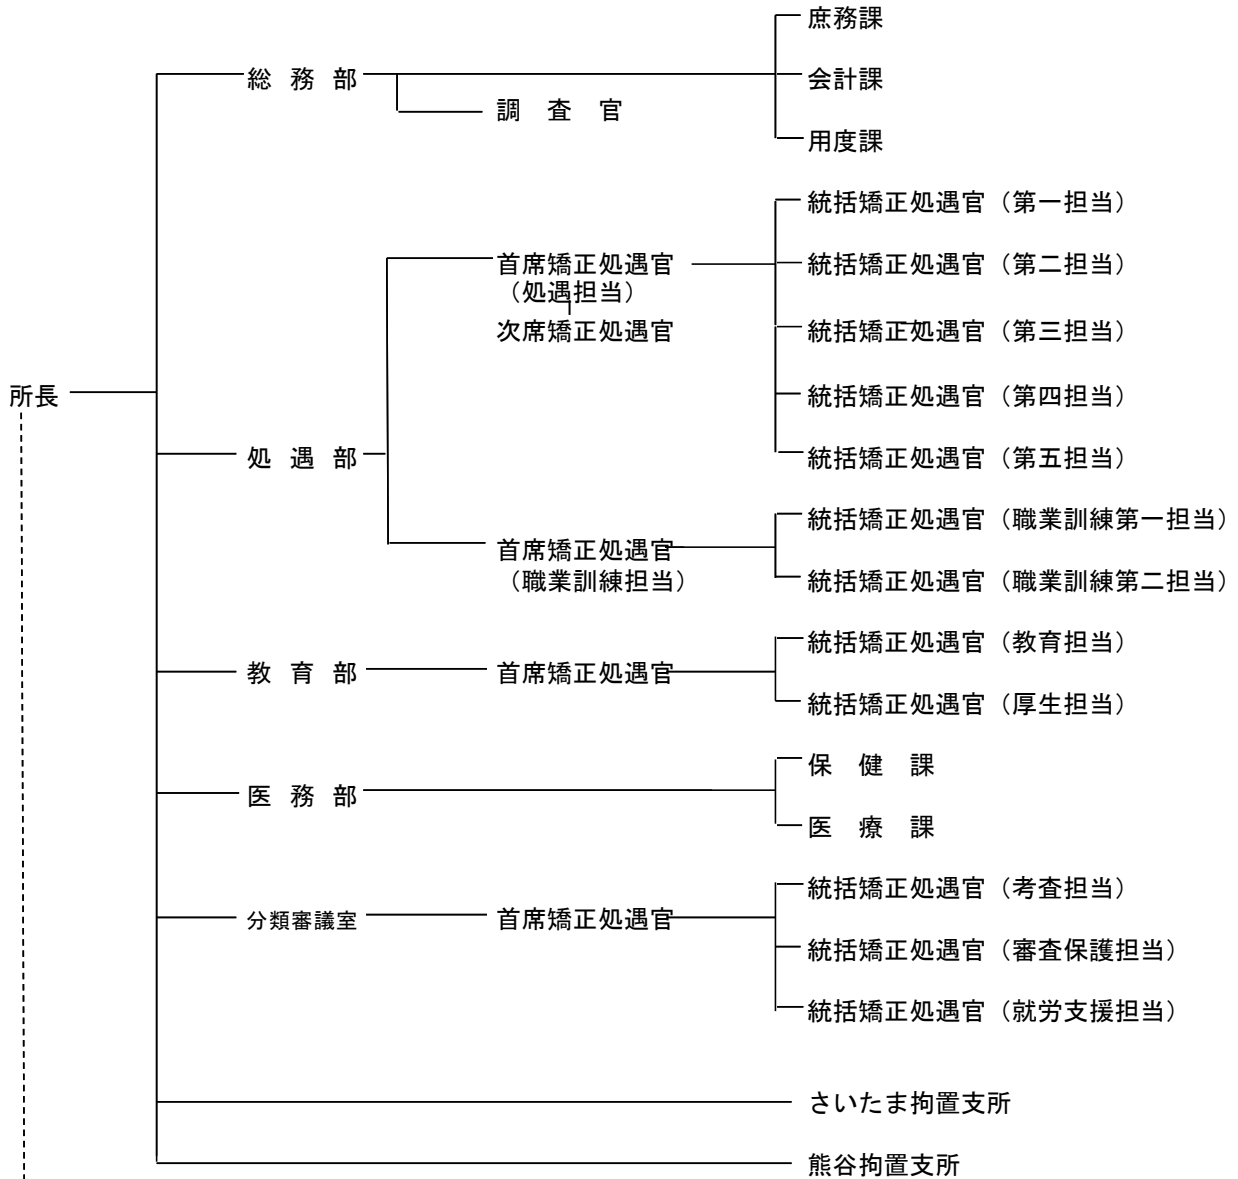 庶務課
総務部
会計課
調査官
用度課
統括矯正処遇官（第一担当）
首席矯正処遇官
（処遇担当）
統括矯正処遇官（第二担当）
次席矯正処遇官
統括矯正処遇官（第三担当）
所長
統括矯正処遇官（第四担当）
処遇部
統括矯正処遇官（第五担当）
統括矯正処遇官（職業訓練第一担当）
首席矯正処遇官
（職業訓練担当）
統括矯正処遇官（職業訓練第二担当）
統括矯正処遇官（教育担当）
教育部
首席矯正処遇官
統括矯正処遇官（厚生担当）
保健課
医務部
医療課
統括矯正処遇官（考査担当）
分類審議室
首席矯正処遇官
統括矯正処遇官（審査保護担当）
統括矯正処遇官（就労支援担当）
さいたま拘置支所
熊谷拘置支所